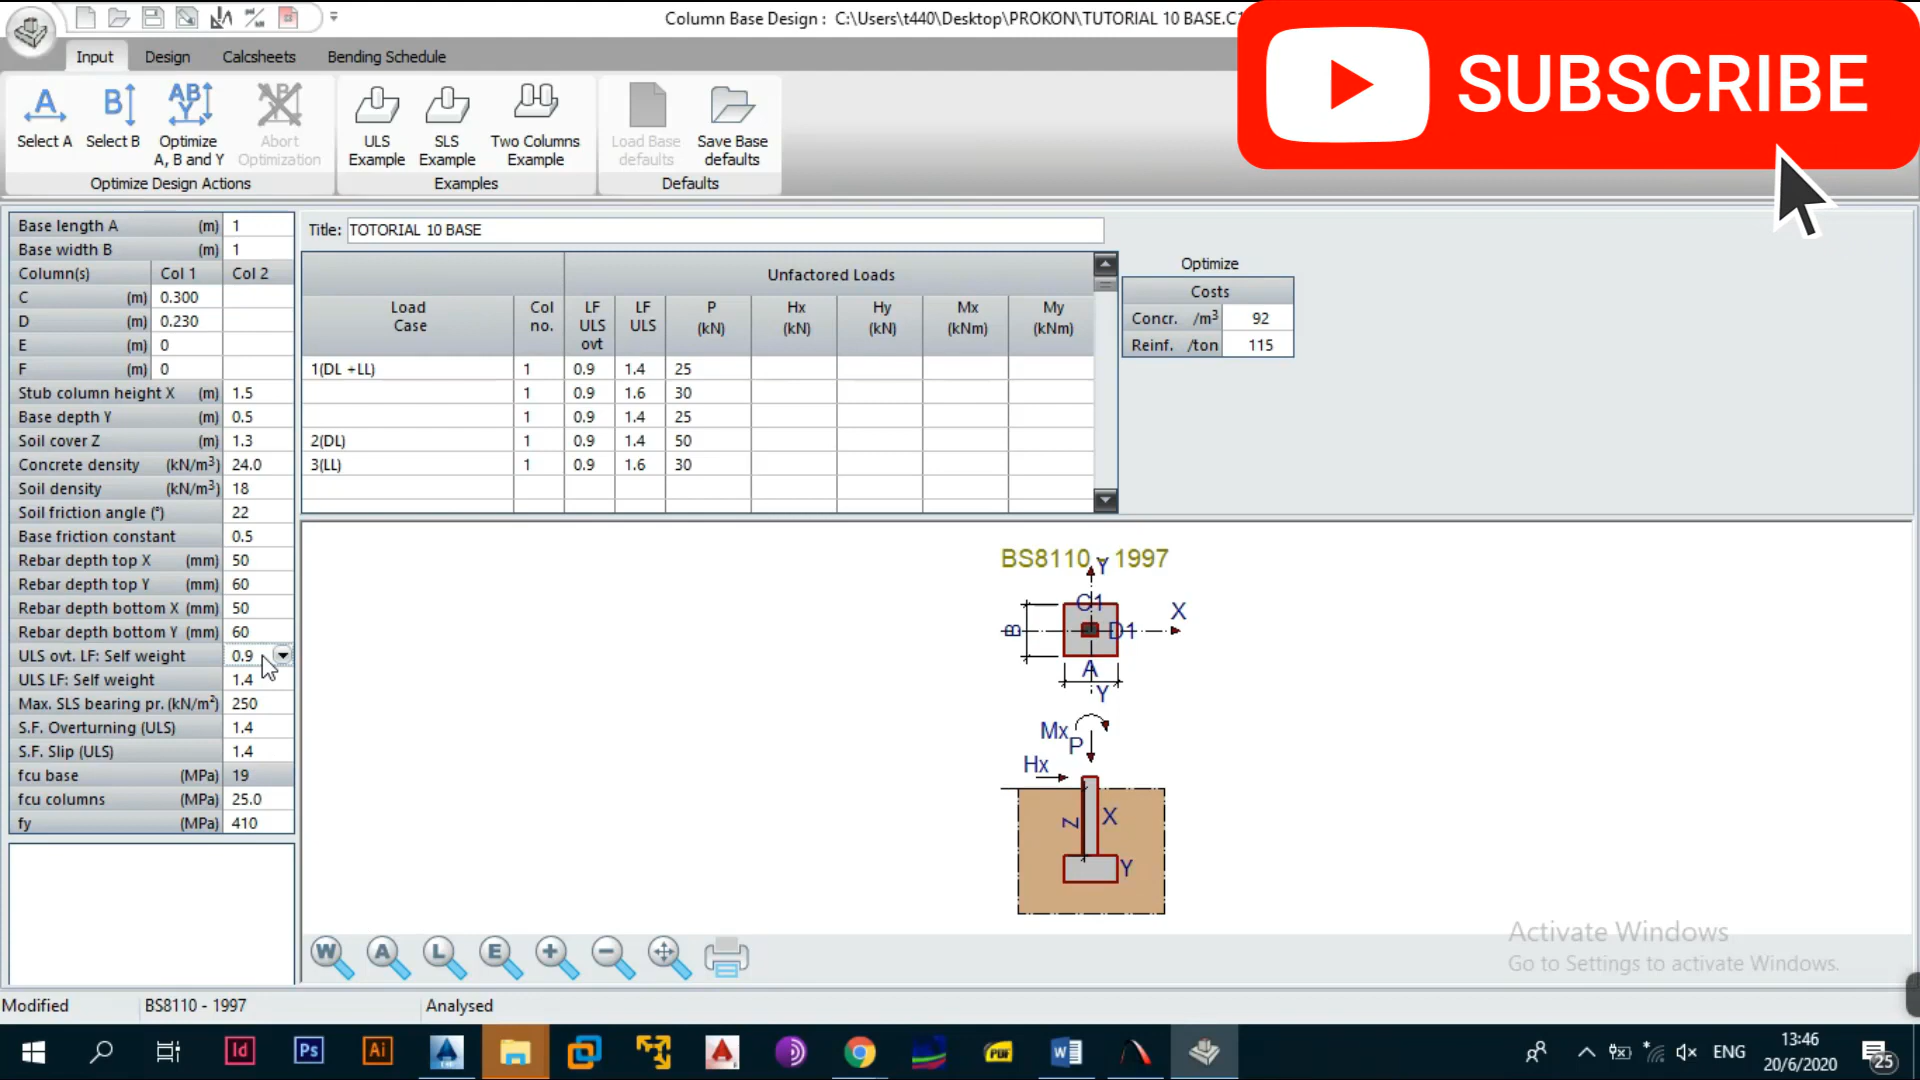 Column Base Design : C:\Users\t440\Desktop\PROKON\TUTORIAL 10 BASE.C
SUBSCRIBE
Input Design Calcsheets Bending Schedule
Select A
Select B
Optimize A, B and Y
Abort Optimization
ULS Example
SLS Example
Two Columns Example
Load Base defaults
Save Base defaults
Optimize Design Actions
Examples
Defaults
Base length A (m) 1
Base width B (m) 1
Column(s) Col 1 Col 2
C (m) 0.300
D (m) 0.230
E (m) 0
F (m) 0
Stub column height X (m) 1.5
Base depth Y (m) 0.5
Soil cover Z (m) 1.3
Concrete density (kN/m³) 24.0
Soil density (kN/m³) 18
Soil friction angle (°) 22
Base friction constant 0.5
Rebar depth top X (mm) 50
Rebar depth top Y (mm) 60
Rebar depth bottom X (mm) 50
Rebar depth bottom Y (mm) 60
ULS ovt. LF: Self weight 0.9
ULS LF: Self weight 1.4
Max. SLS bearing pr. (kN/m²) 250
S.F. Overturning (ULS) 1.4
S.F. Slip (ULS) 1.4
fcu base (MPa) 19
fcu columns (MPa) 25.0
fy (MPa) 410
Title: TOTORIAL 10 BASE
Unfactored Loads
Load Case
Col no.
LF ULS ovt
LF ULS
P (kN)
Hx (kN)
Hy (kN)
Mx (kNm)
My (kNm)
1(DL +LL) 1 0.9 1.4 25
1 0.9 1.6 30
1 0.9 1.4 25
2(DL) 1 0.9 1.4 50
3(LL) 1 0.9 1.6 30
Optimize
Costs
Concr. /m³ 92
Reinf. /ton 115
BS8110 - 1997
Y
C1
X
B
D1
A
Y
Mx
P
Hx
Z
X
Y
W A L E
Activate Windows
Go to Settings to activate Windows.
Modified BS8110 - 1997 Analysed
Id Ps Ai
PDF
ENG
13:46
20/6/2020
25